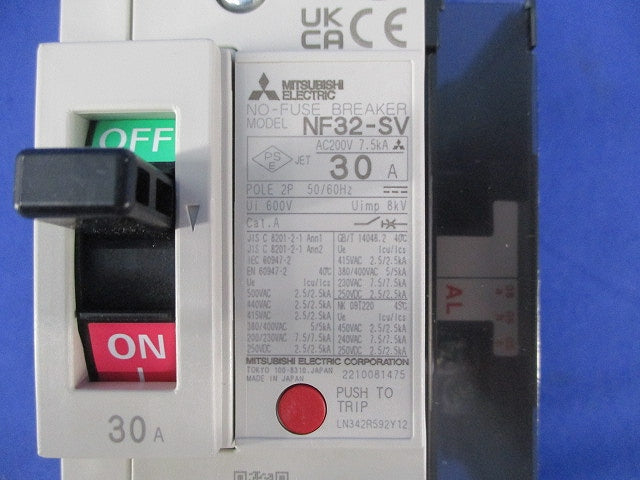 UK
CA CE
OFF
ON
30 A
MITSUBISHI
ELECTRIC
NO-FUSE BREAKER
MODEL NF32-SV
AC200V 7.5kA
PS
E JET 30 A
POLE 2P 50/60Hz
Ui 600V Uimp 8kV
Cat.A
JIS C 8201-2-1 Ann1
JIS C 8201-2-1 Ann2
IEC 60947-2
EN 60947-2 40℃
Ue Icu/Ics
500VAC 2.5/2.5kA
440VAC 2.5/2.5kA
415VAC 2.5/2.5kA
380/400VAC 5/5kA
200/230VAC 7.5/7.5kA
250VDC 2.5/2.5kA
GB/T 14048.2 40℃
Ue Icu/Ics
415VAC 2.5/2.5kA
380/400VAC 5/5kA
230VAC 7.5/7.5kA
250VDC 2.5/2.5kA
NK 08T220 45℃
Ue Icu/Ics
450VAC 2.5/2.5kA
240VAC 7.5/7.5kA
250VDC 2.5/2.5kA
MITSUBISHI ELECTRIC CORPORATION
TOKYO 100-8310,JAPAN
MADE IN JAPAN 2210081475
PUSH TO
TRIP
LN342R592Y12
AL